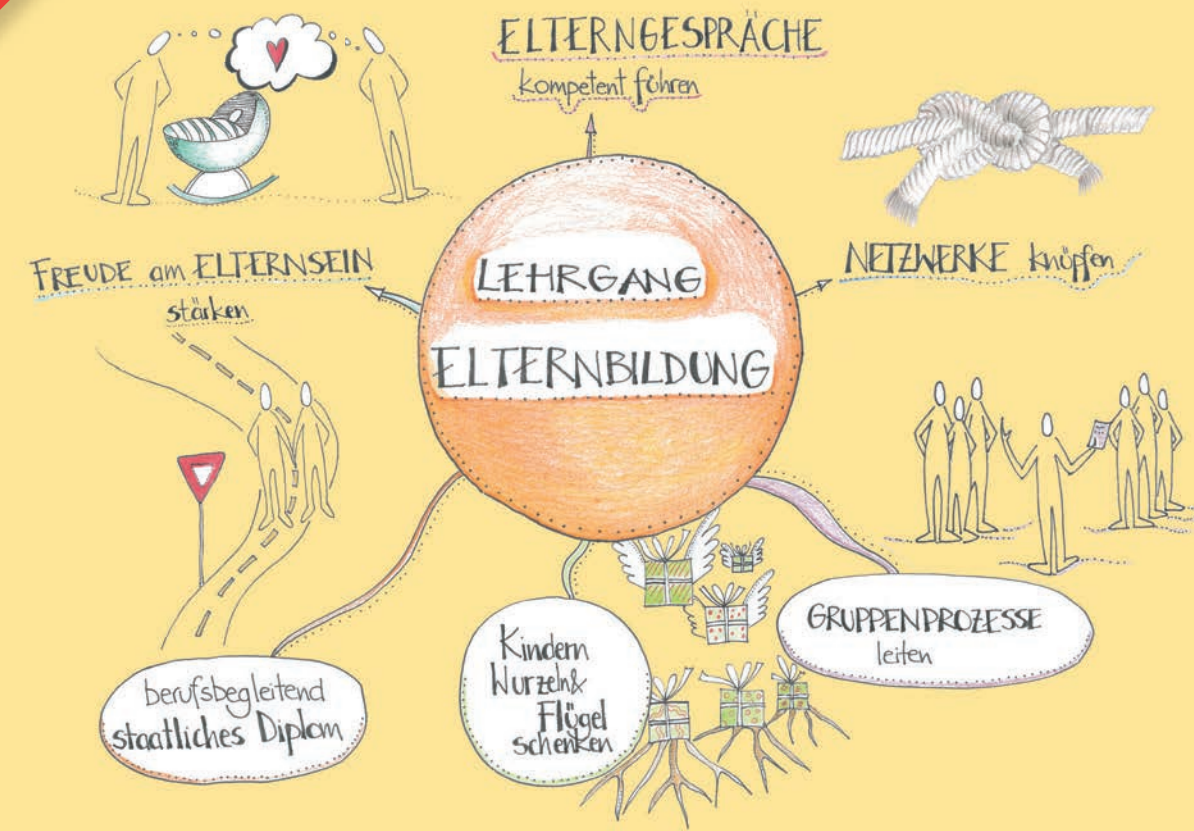 ELTERNGESPRÄCHE
kompetent führen
FREUDE am ELTERNSEIN
stärken
LEHRGANG
ELTERNBILDUNG
NETZWERKE knüpfen
GRUPPENPROZESSE
leiten
Kindern
Wurzeln &
Flügel
schenken
berufsbegleitend
staatliches Diplom